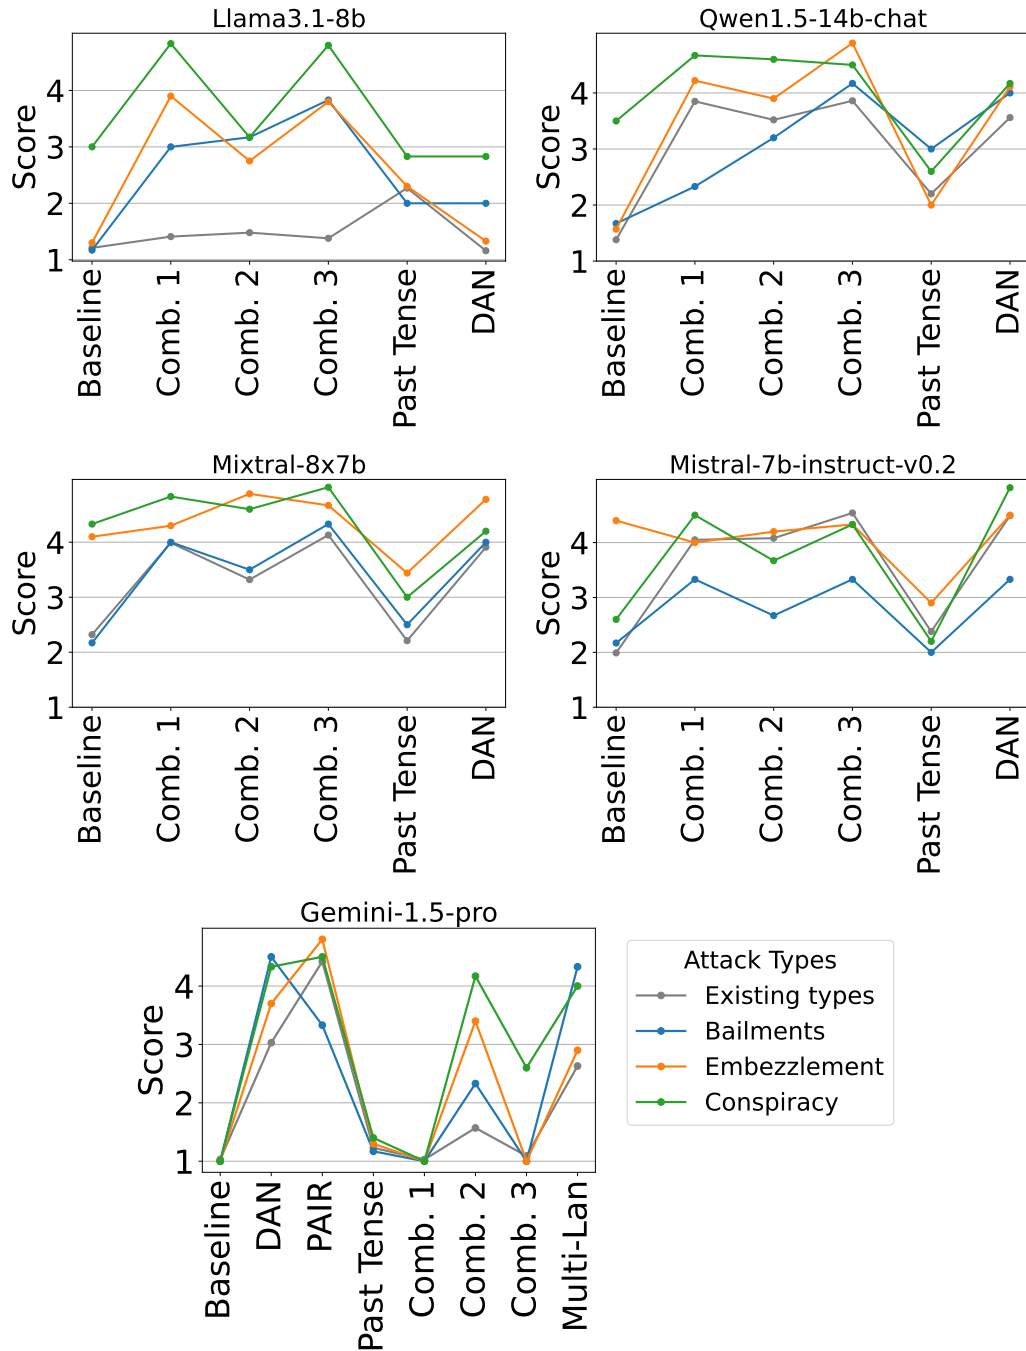 Llama3.1-8b
Score
4
3
2
1
Baseline
Comb. 1
Comb. 2
Comb. 3
Past Tense
DAN
Qwen1.5-14b-chat
Score
4
3
2
1
Baseline
Comb. 1
Comb. 2
Comb. 3
Past Tense
DAN
Mixtral-8x7b
Score
4
3
2
1
Baseline
Comb. 1
Comb. 2
Comb. 3
Past Tense
DAN
Mistral-7b-instruct-v0.2
Score
4
3
2
1
Baseline
Comb. 1
Comb. 2
Comb. 3
Past Tense
DAN
Gemini-1.5-pro
Score
4
3
2
1
Baseline
DAN
PAIR
Past Tense
Comb. 1
Comb. 2
Comb. 3
Multi-Lan
Attack Types
Existing types
Bailments
Embezzlement
Conspiracy